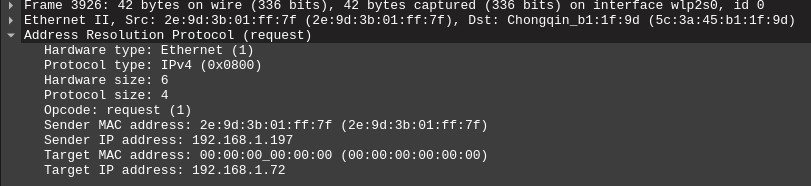 Frame 3926: 42 bytes on wire (336 bits), 42 bytes captured (336 bits) on interface wlp2s0, id 0
Ethernet II, Src: 2e:9d:3b:01:ff:7f (2e:9d:3b:01:ff:7f), Dst: Chongqin_b1:1f:9d (5c:3a:45:b1:1f:9d)
Address Resolution Protocol (request)
Hardware type: Ethernet (1)
Protocol type: IPv4 (0x0800)
Hardware size: 6
Protocol size: 4
Opcode: request (1)
Sender MAC address: 2e:9d:3b:01:ff:7f (2e:9d:3b:01:ff:7f)
Sender IP address: 192.168.1.197
Target MAC address: 00:00:00_00:00:00 (00:00:00:00:00:00)
Target IP address: 192.168.1.72